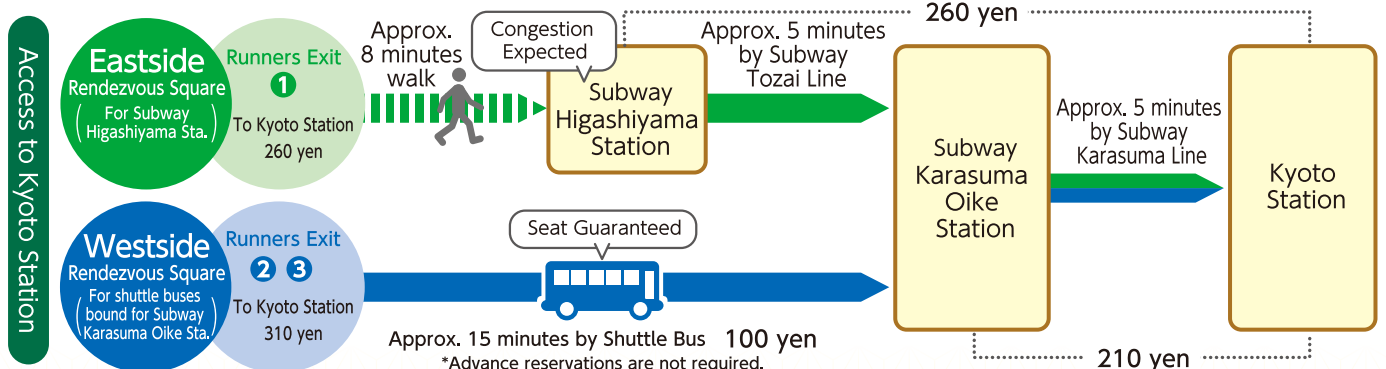 Access to Kyoto Station
Eastside
Rendezvous Square
(For Subway
Higashiyama Sta.)
Runners Exit
1
To Kyoto Station
260 yen
Approx.
8 minutes
walk
Congestion
Expected
Subway
Higashiyama
Station
Approx. 5 minutes
by Subway
Tozai Line
260 yen
Subway
Karasuma
Oike
Station
Approx. 5 minutes
by Subway
Karasuma Line
Kyoto
Station
Westside
Rendezvous Square
(For shuttle buses
bound for Subway
Karasuma Oike Sta.)
Runners Exit
2 3
To Kyoto Station
310 yen
Seat Guaranteed
Approx. 15 minutes by Shuttle Bus 100 yen
*Advance reservations are not required.
210 yen